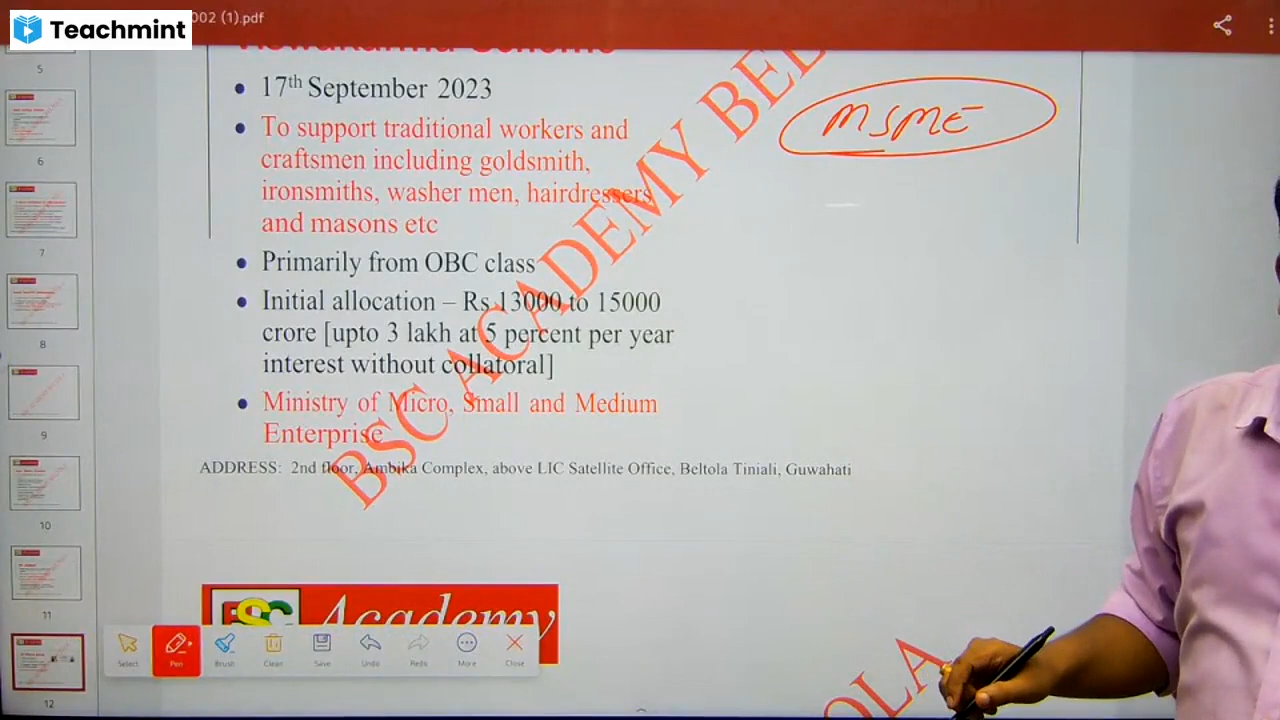 Teachmint
002 (1).pdf
17th September 2023
MSME
To support traditional workers and
craftsmen including goldsmith,
ironsmiths, washer men, hairdressers
and masons etc
Primarily from OBC class
Initial allocation – Rs 13000 to 15000
crore [upto 3 lakh at 5 percent per year
interest without collatoral]
Ministry of Micro, Small and Medium
Enterprise
ADDRESS: 2nd floor, Ambika Complex, above LIC Satellite Office, Beltola Tiniali, Guwahati
BSC ACADEMY BEL
BSC Academy
OLA
Select Pen Brush Clean Save Undo Redo More Close
5
6
7
8
9
10
11
12